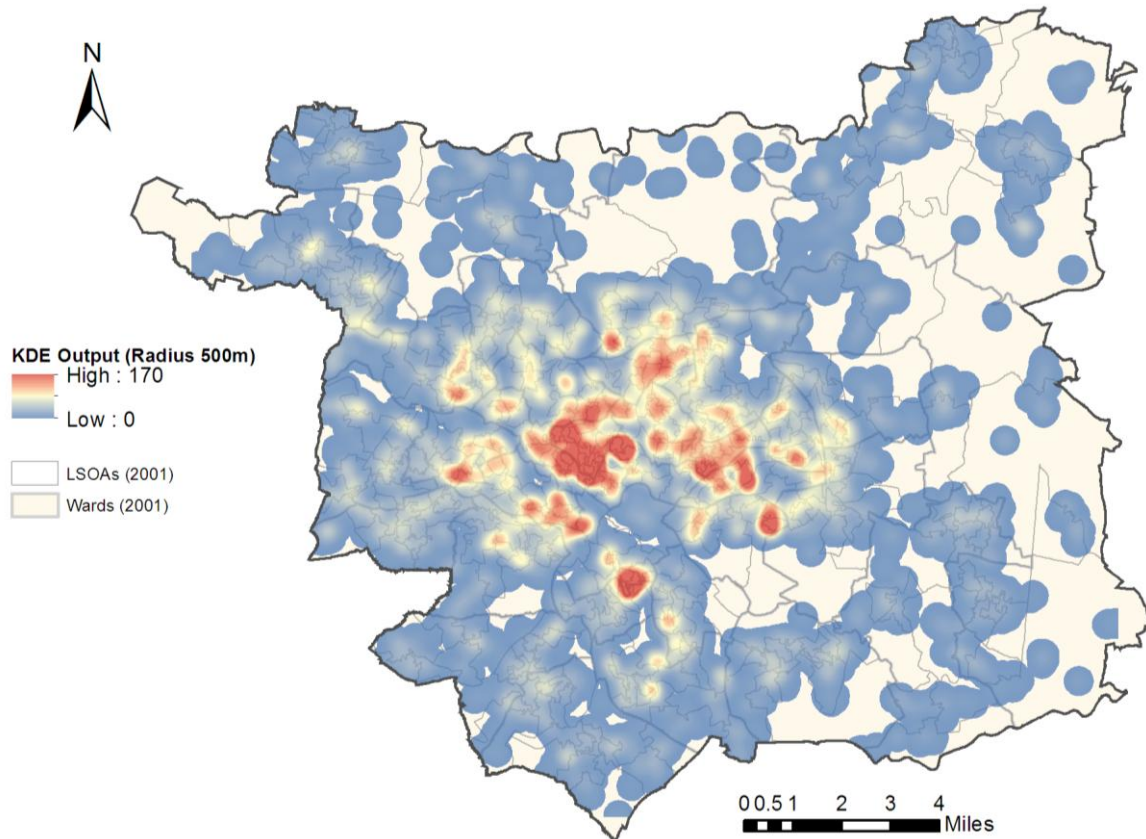 N
KDE Output (Radius 500m)
High : 170
Low : 0
LSOAs (2001)
Wards (2001)
0 0.5 1 2 3 4
Miles